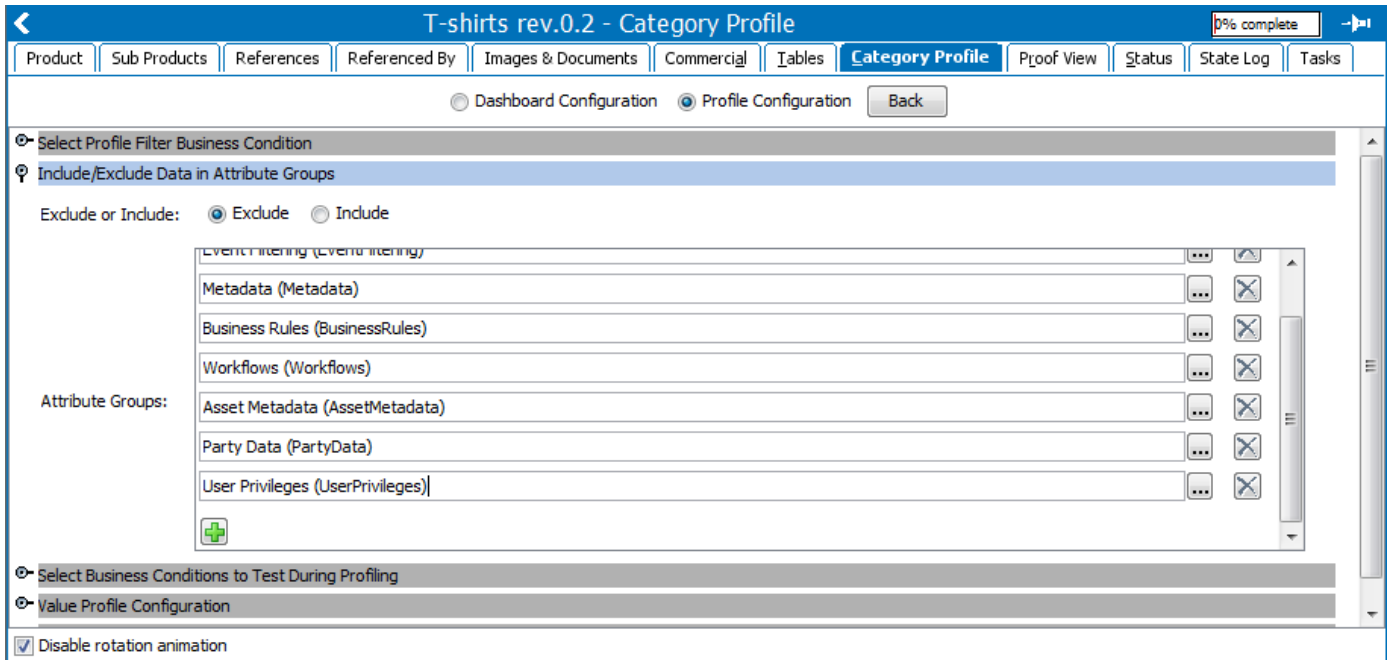 T-shirts rev.0.2 - Category Profile
0% complete
Product Sub Products References Referenced By Images & Documents Commercial Tables Category Profile Proof View Status State Log Tasks
Dashboard Configuration Profile Configuration Back
Select Profile Filter Business Condition
Include/Exclude Data in Attribute Groups
Exclude or Include: Exclude Include
Event Filtering (EventFiltering)
...
Metadata (Metadata) ...
Business Rules (BusinessRules) ...
Workflows (Workflows) ...
Attribute Groups:
Asset Metadata (AssetMetadata) ...
Party Data (PartyData) ...
User Privileges (UserPrivileges) ...
Select Business Conditions to Test During Profiling
Value Profile Configuration
Disable rotation animation